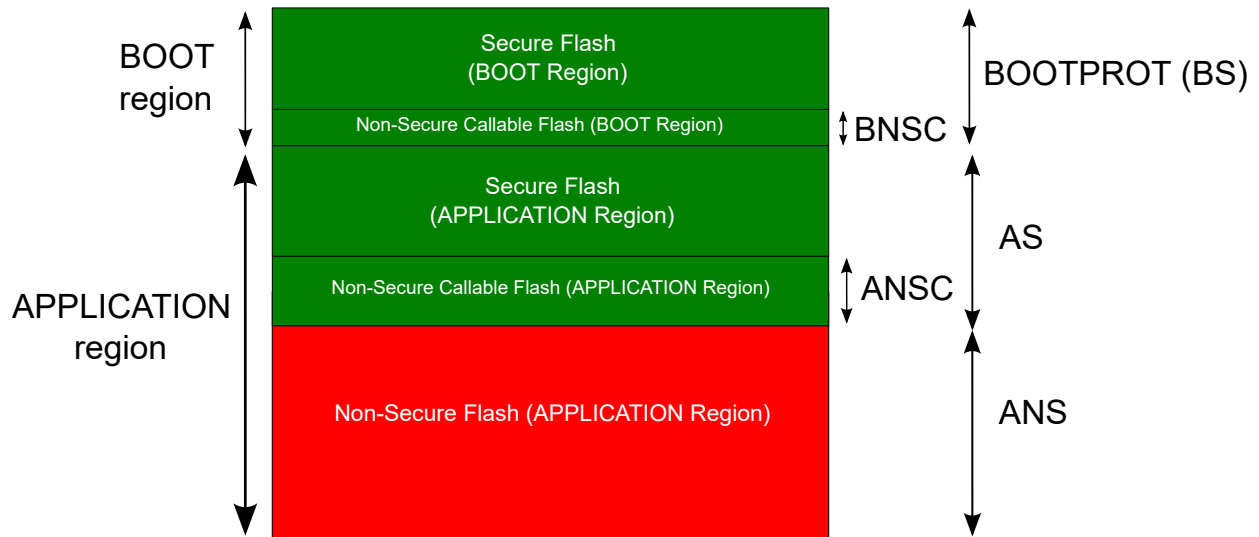 BOOT
region
Secure Flash
(BOOT Region)
BOOTPROT (BS)
Non-Secure Callable Flash (BOOT Region)
BNSC
APPLICATION
region
Secure Flash
(APPLICATION Region)
AS
Non-Secure Callable Flash (APPLICATION Region)
ANSC
Non-Secure Flash (APPLICATION Region)
ANS